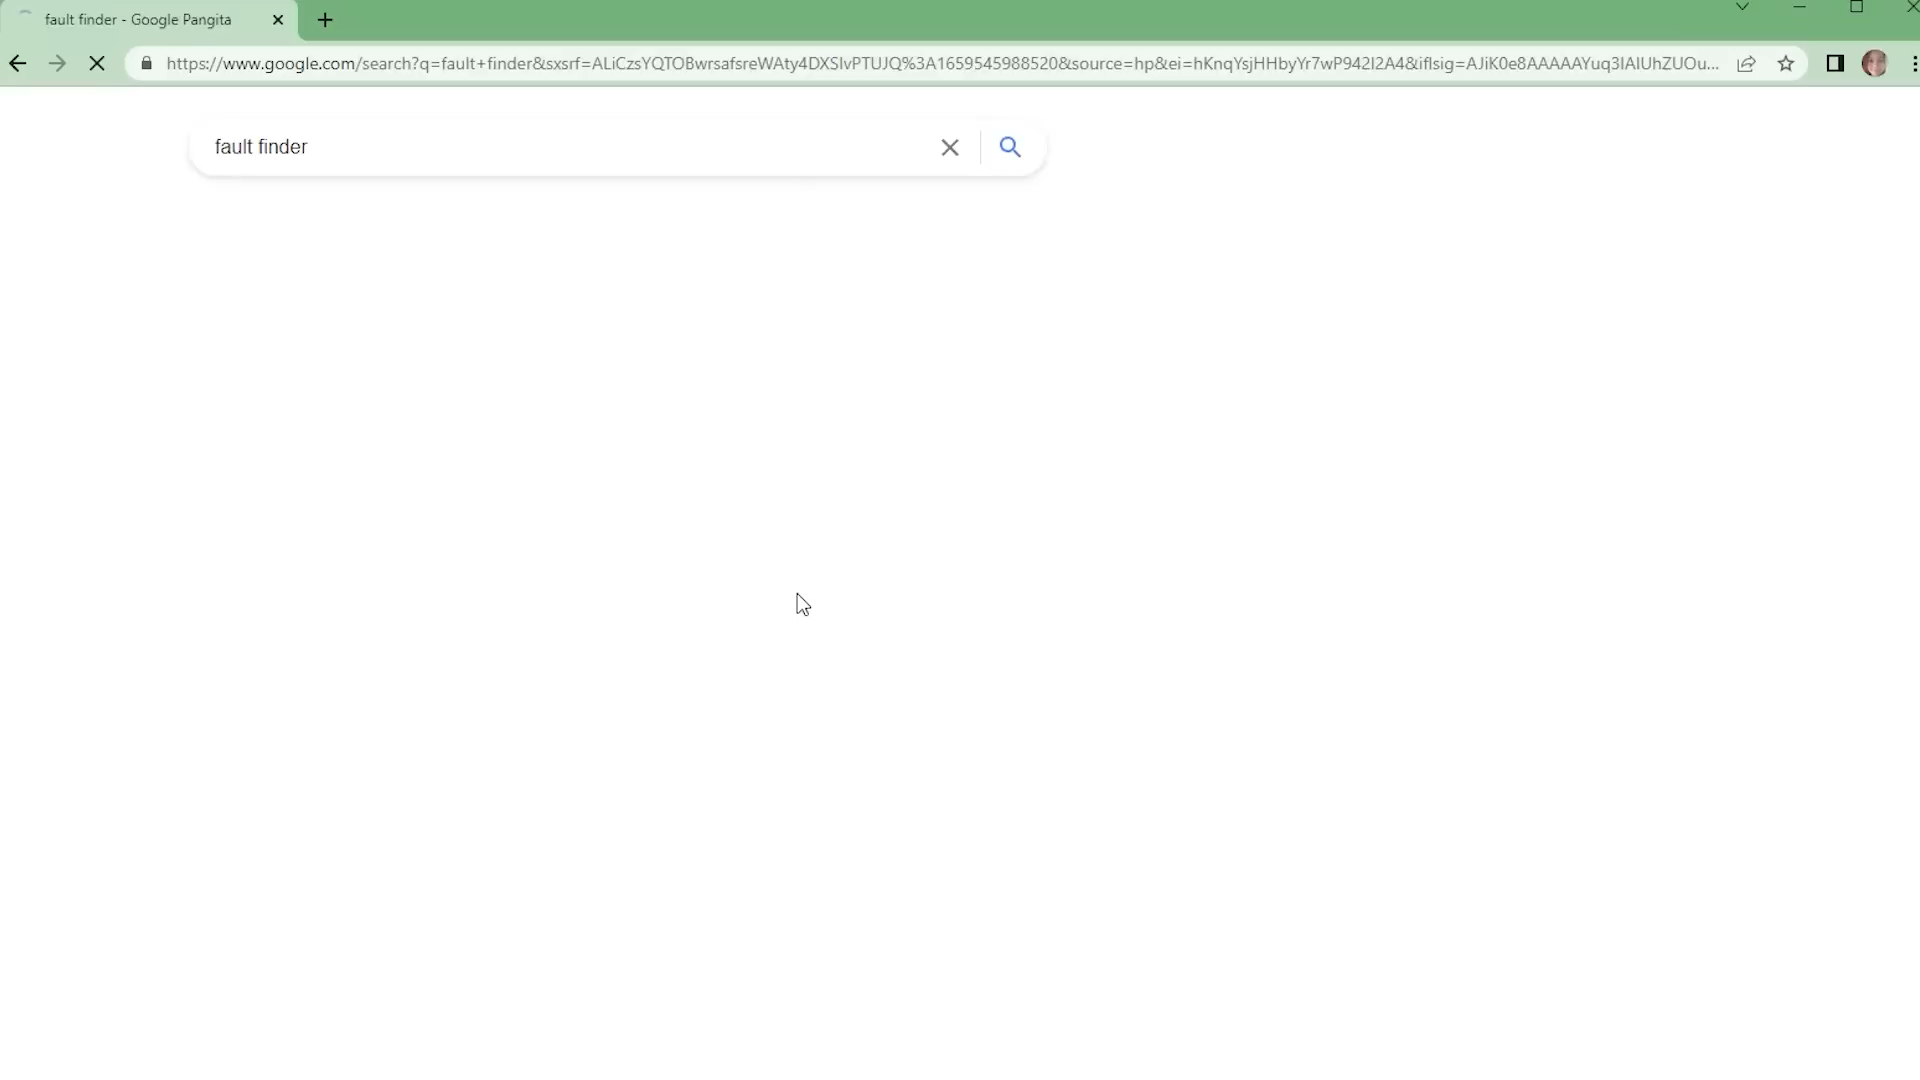 fault finder - Google Pangita
https://www.google.com/search?q=fault+finder&sxsrf=ALiCzsYQTOBwrsafsreWAty4DXSIvPTUJQ%3A1659545988520&source=hp&ei=hKnqYsjHHbyYr7wP942I2A4&iflsig=AJiK0e8AAAAAYuq3IAIUhZUOu...
fault finder